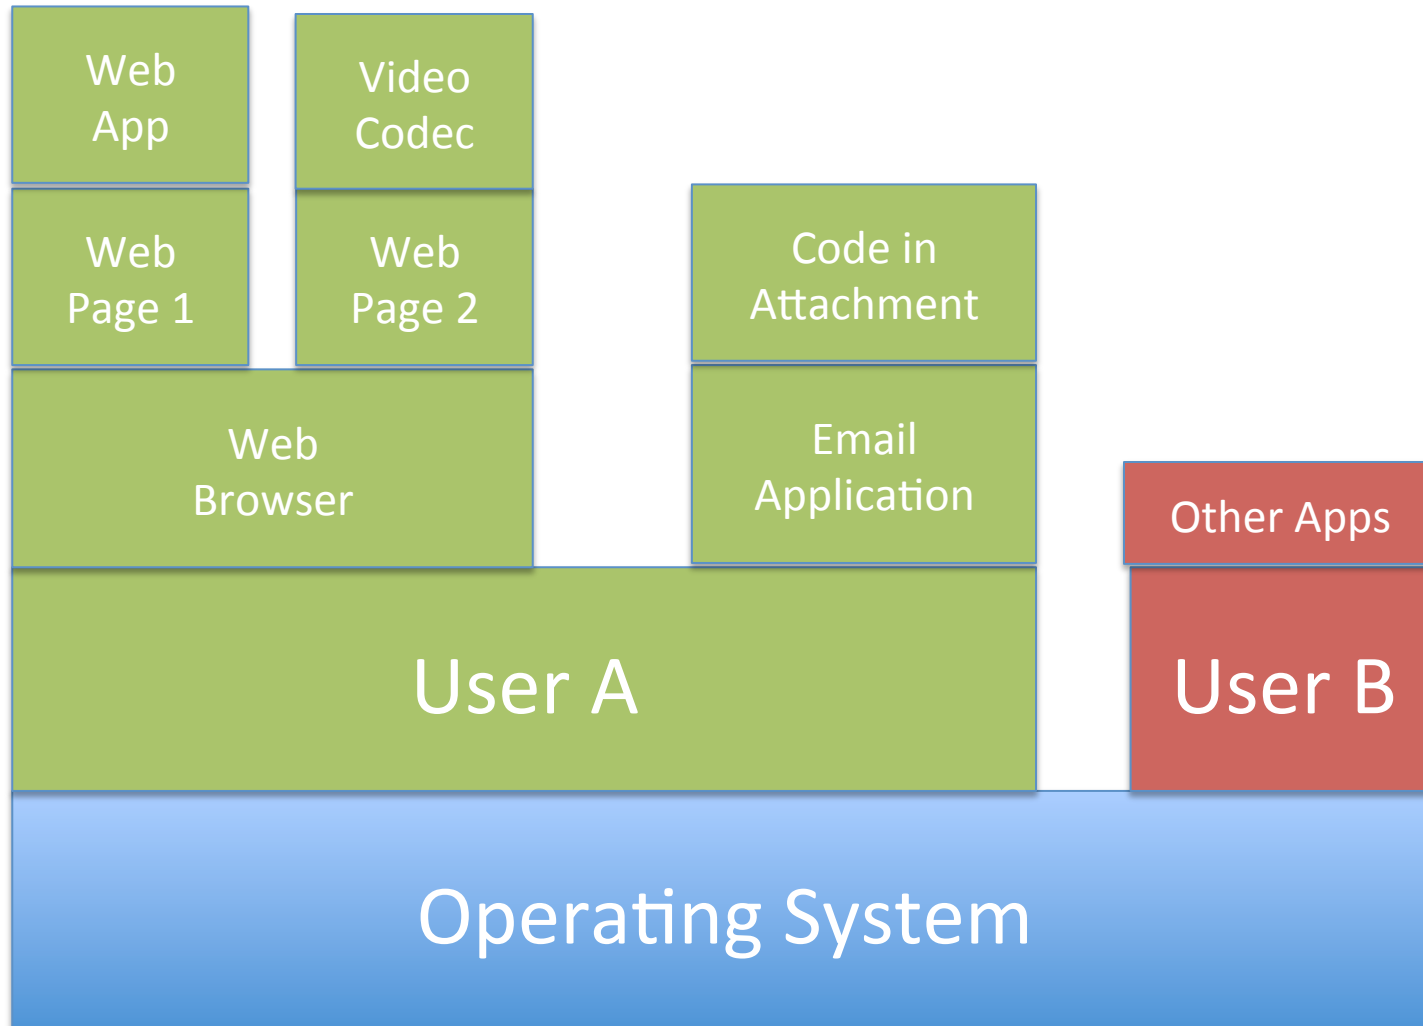 Web
App
Video
Codec
Web
Page 1
Web
Page 2
Code in
Attachment
Web
Browser
Email
Application
Other Apps
User A
User B
Operating System